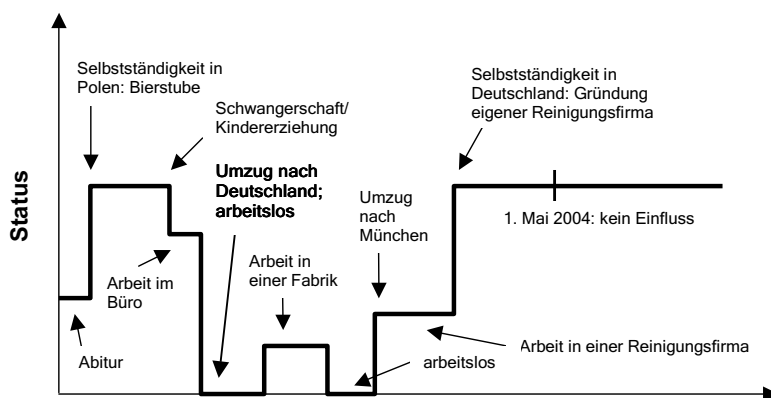 Status
Selbstständigkeit in
Polen: Bierstube
Schwangerschaft/
Kindererziehung
Umzug nach
Deutschland;
arbeitslos
Umzug
nach
München
Selbstständigkeit in
Deutschland: Gründung
eigener Reinigungsfirma
1. Mai 2004: kein Einfluss
Arbeit im
Büro
Arbeit in
einer Fabrik
Abitur
arbeitslos
Arbeit in einer Reinigungsfirma